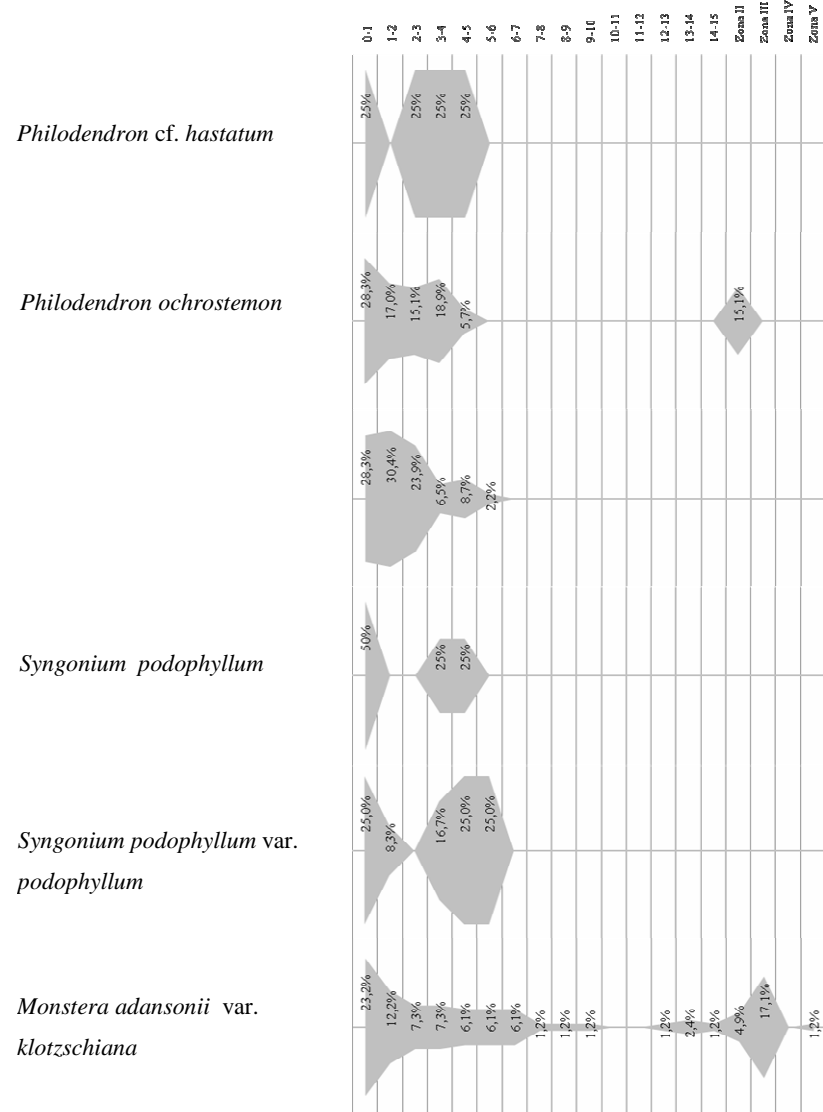 0-1 1-2 2-3 3-4 4-5 5-6 6-7 7-8 8-9 9-10 10-11 11-12 12-13 13-14 14-15 Zona II Zona III Zona IV Zona V
Philodendron cf. hastatum
25% 25% 25% 25%
Philodendron ochrostemon
28,3% 17,0% 15,1% 18,9% 5,7% 15,1%
28,3% 30,4% 23,9% 6,5% 8,7% 2,2%
Syngonium podophyllum
50% 25% 25%
Syngonium podophyllum var.
podophyllum
25,0% 8,3% 16,7% 25,0% 25,0%
Monstera adansonii var.
klotzschiana
23,2% 12,2% 7,3% 7,3% 6,1% 6,1% 6,1% 1,2% 1,2% 1,2% 1,2% 2,4% 1,2% 4,9% 17,1% 1,2%